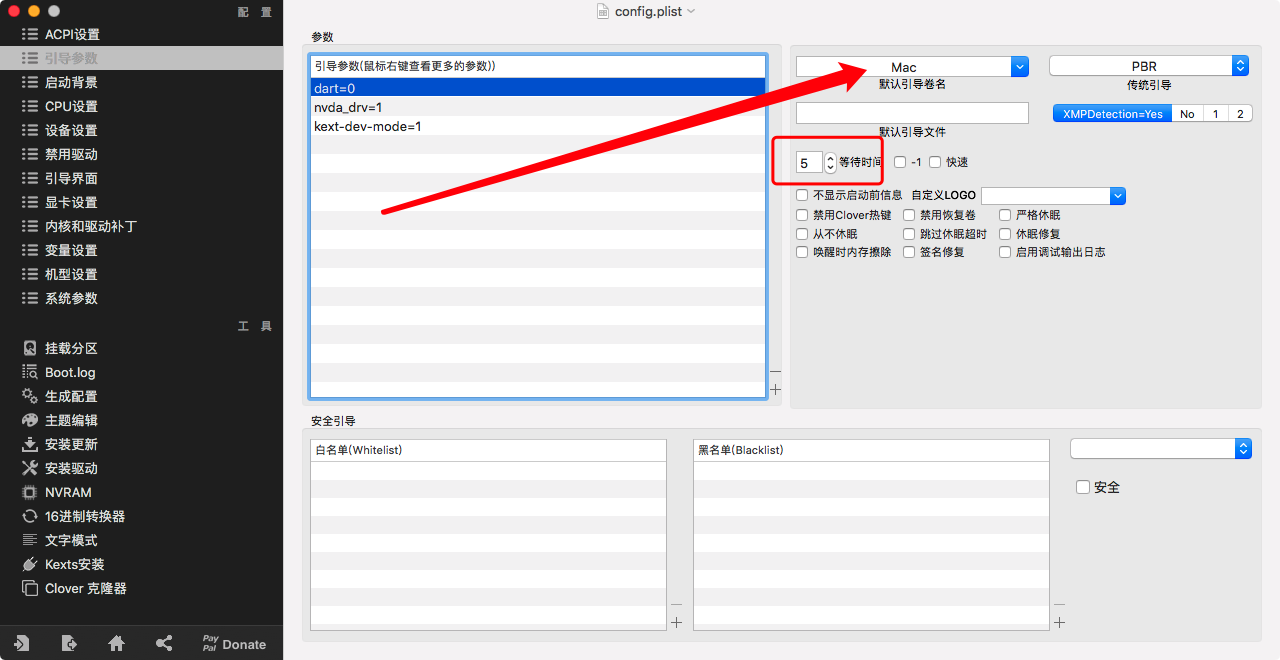 配 置
config.plist
ACPI设置
引导参数
启动背景
CPU设置
设备设置
禁用驱动
引导界面
显卡设置
内核和驱动补丁
变量设置
机型设置
系统参数
工 具
挂载分区
Boot.log
生成配置
主题编辑
安装更新
安装驱动
NVRAM
16进制转换器
文字模式
Kexts安装
Clover 克隆器
Pay
Pal
Donate
参数
引导参数(鼠标右键查看更多的参数))
dart=0
nvda_drv=1
kext-dev-mode=1
Mac
默认引导卷名
PBR
传统引导
默认引导文件
XMPDetection=Yes No 1 2
5 等待时间 -1 快速
不显示启动前信息 自定义LOGO
禁用Clover热键 禁用恢复卷 严格休眠
从不休眠 跳过休眠超时 休眠修复
唤醒时内存擦除 签名修复 启用调试输出日志
安全引导
白名单(Whitelist)
黑名单(Blacklist)
安全